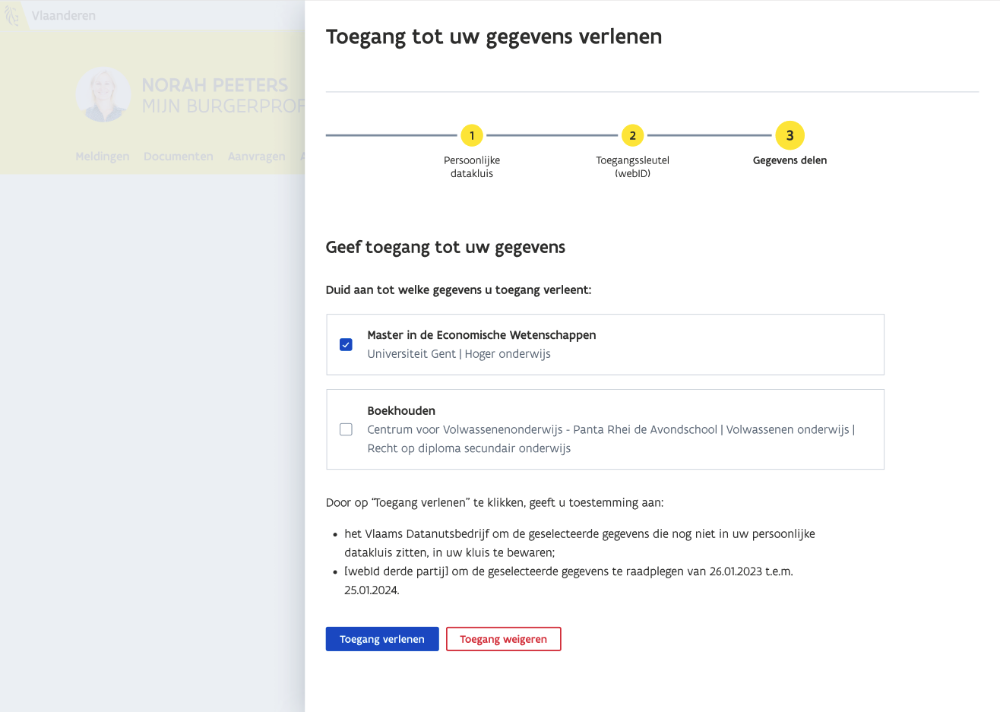 Vlaanderen
NORAH PEETERS
MIJN BURGERPROF
Meldingen Documenten Aanvragen A
Toegang tot uw gegevens verlenen
1
Persoonlijke
datakluis
2
Toegangssleutel
(webID)
3
Gegevens delen
Geef toegang tot uw gegevens
Duid aan tot welke gegevens u toegang verleent:
Master in de Economische Wetenschappen
Universiteit Gent | Hoger onderwijs
Boekhouden
Centrum voor Volwassenenonderwijs - Panta Rhei de Avondschool | Volwassenen onderwijs |
Recht op diploma secundair onderwijs
Door op “Toegang verlenen” te klikken, geeft u toestemming aan:
• het Vlaams Datanutsbedrijf om de geselecteerde gegevens die nog niet in uw persoonlijke
datakluis zitten, in uw kluis te bewaren;
• [webId derde partij] om de geselecteerde gegevens te raadplegen van 26.01.2023 t.e.m.
25.01.2024.
Toegang verlenen
Toegang weigeren